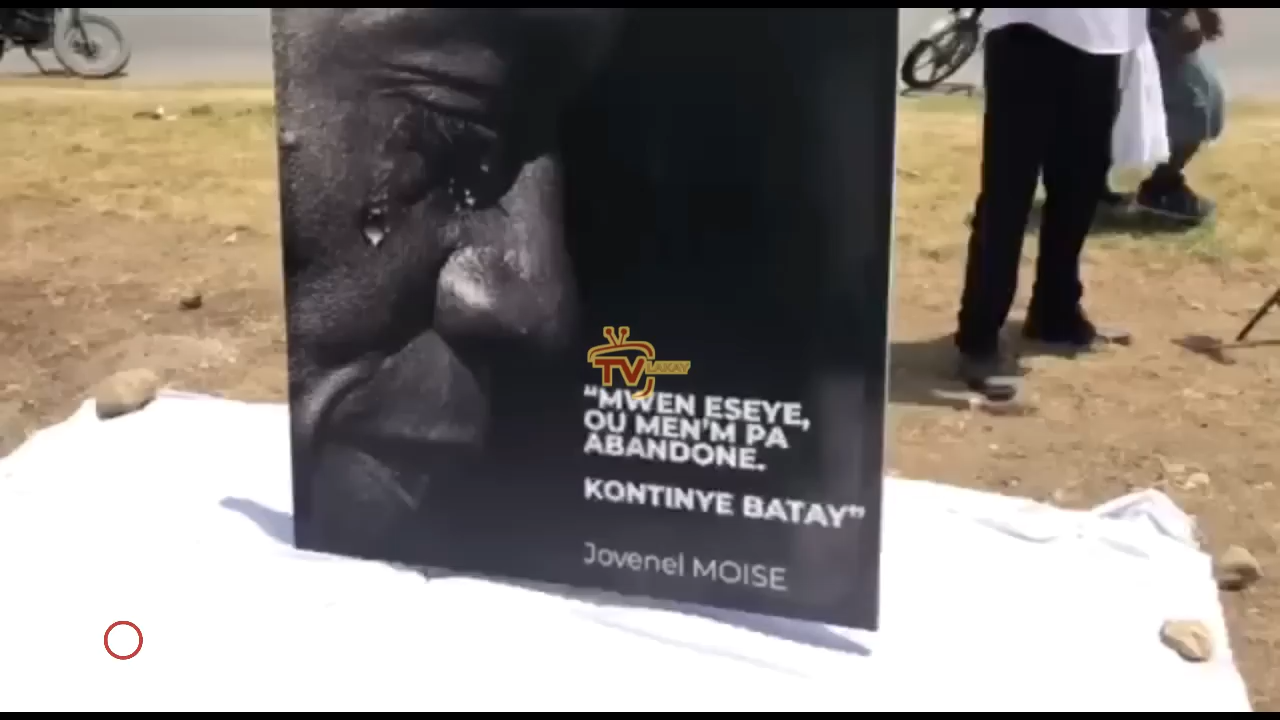 TV LAKAY
“MWEN ESEYE,
OU MEN'M PA
ABANDONE.
KONTINYE BATAY”
Jovenel MOISE